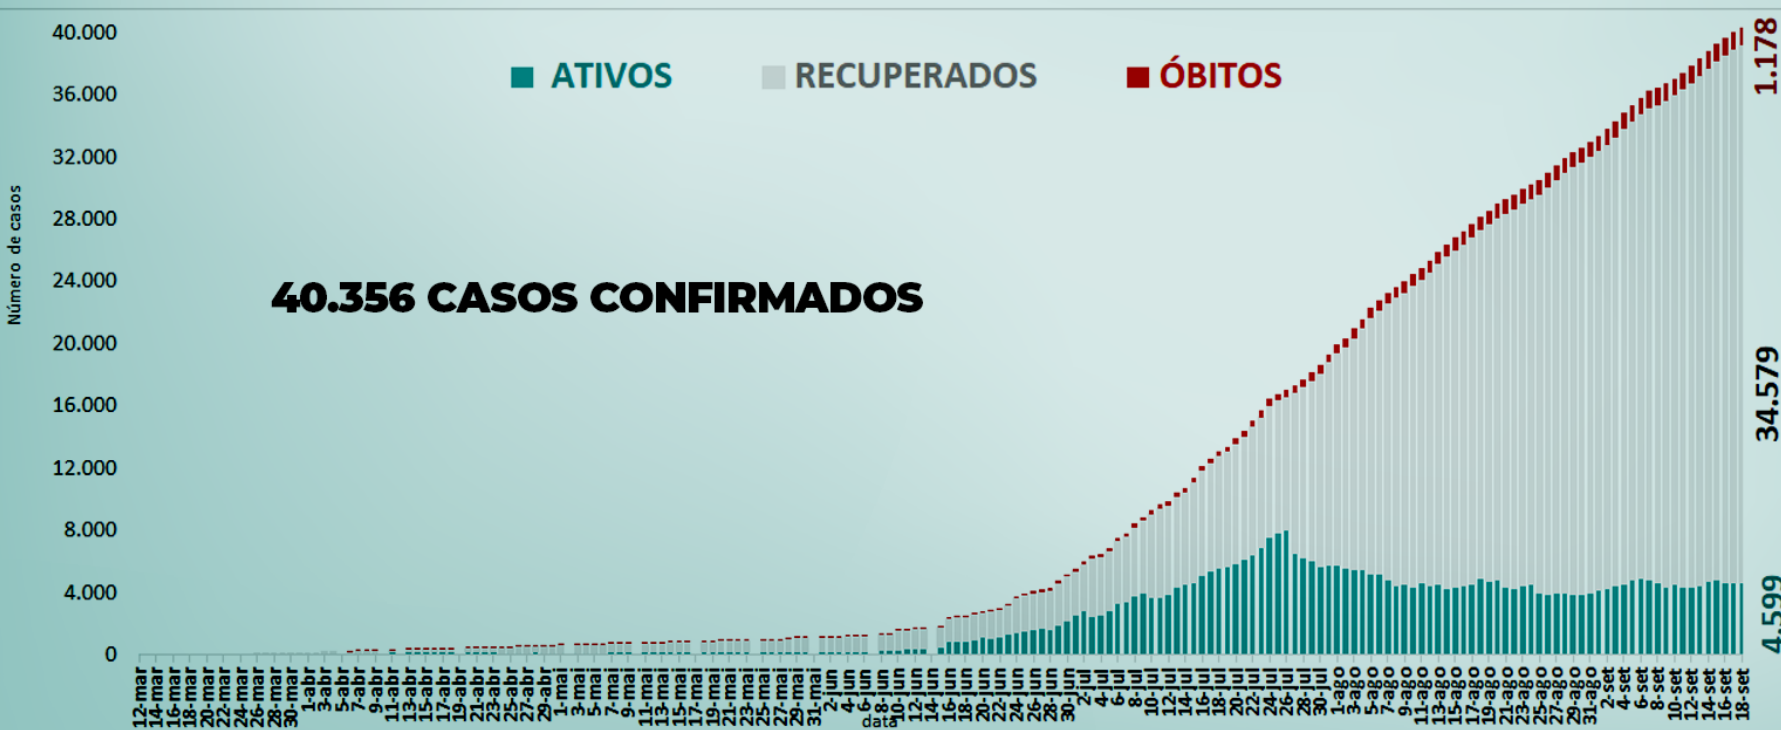 40.000
36.000
32.000
28.000
24.000
20.000
16.000
12.000
8.000
4.000
0
Número de casos
ATIVOS RECUPERADOS ÓBITOS
40.356 CASOS CONFIRMADOS
1.178
34.579
4.599
12-mar 14-mar 16-mar 18-mar 20-mar 22-mar 24-mar 26-mar 28-mar 30-mar 1-abr 3-abr 5-abr 7-abr 9-abr 11-abr 13-abr 15-abr 17-abr 19-abr 21-abr 23-abr 25-abr 27-abr 29-abr 1-mai 3-mai 5-mai 7-mai 9-mai 11-mai 13-mai 15-mai 17-mai 19-mai 21-mai 23-mai 25-mai 27-mai 29-mai 31-mai 2-jun 4-jun 6-jun 8-jun 10-jun 12-jun 14-jun 16-jun 18-jun 20-jun 22-jun 24-jun 26-jun 28-jun 30-jun 2-jul 4-jul 6-jul 8-jul 10-jul 12-jul 14-jul 16-jul 18-jul 20-jul 22-jul 24-jul 26-jul 28-jul 30-jul 1-ago 3-ago 5-ago 7-ago 9-ago 11-ago 13-ago 15-ago 17-ago 19-ago 21-ago 23-ago 25-ago 27-ago 29-ago 31-ago 2-set 4-set 6-set 8-set 10-set 12-set 14-set 16-set 18-set
data